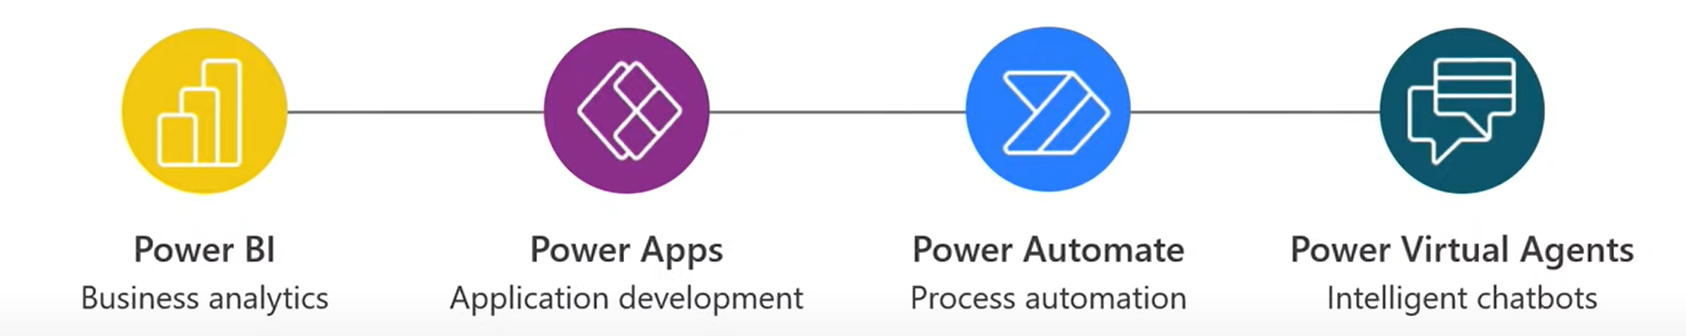 Power BI
Business analytics
Power Apps
Application development
Power Automate
Process automation
Power Virtual Agents
Intelligent chatbots